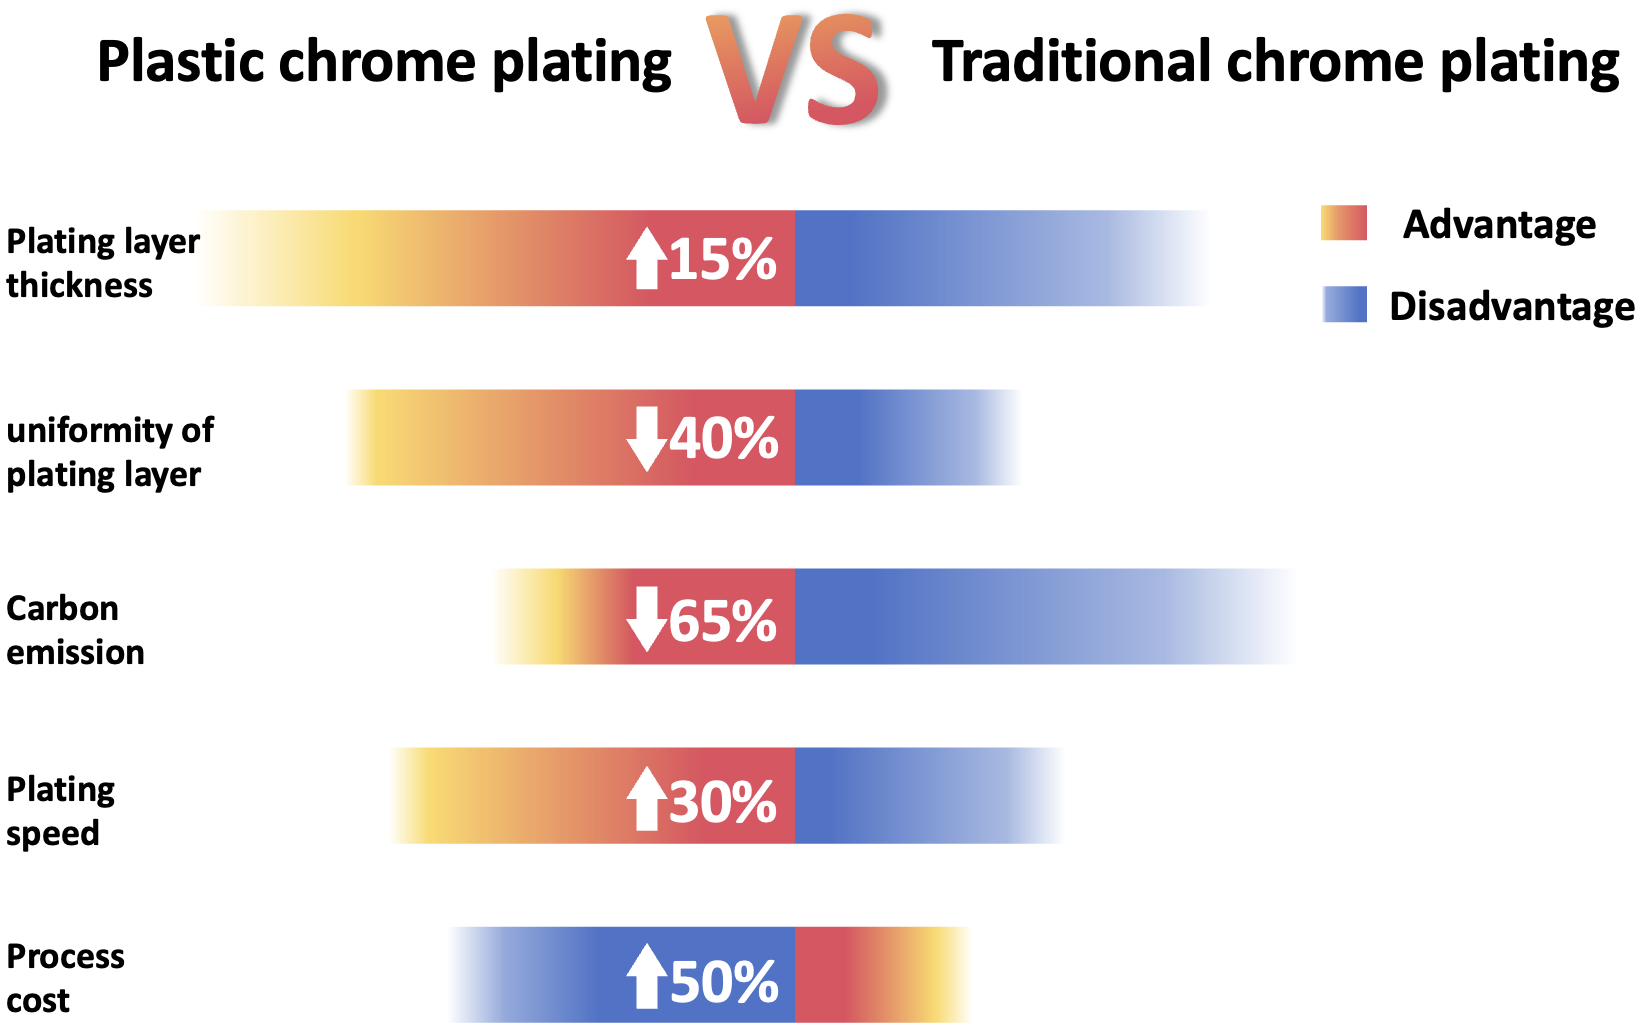 Plastic chrome plating VS Traditional chrome plating
Plating layer
thickness
15%
Advantage
Disadvantage
uniformity of
plating layer
40%
Carbon
emission
65%
Plating
speed
30%
Process
cost
50%